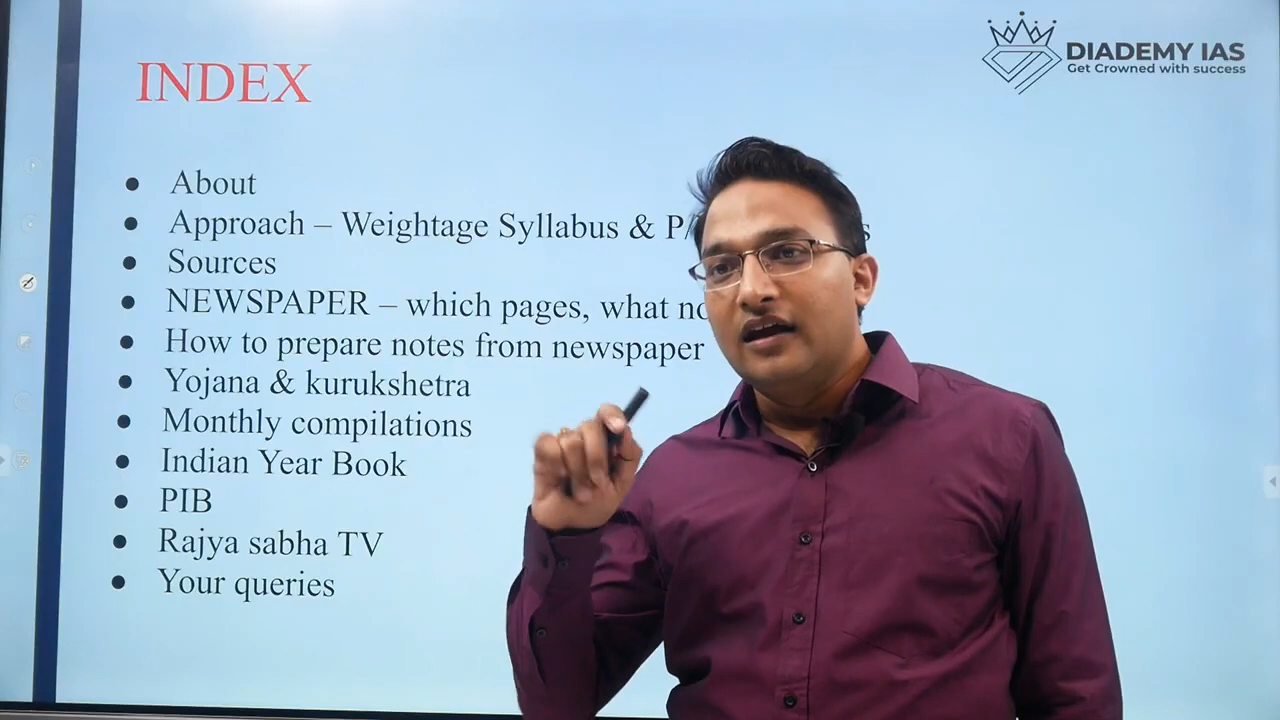 DIADEMY IAS
Get Crowned with success
INDEX
• About
• Approach – Weightage Syllabus & P/
• Sources
• NEWSPAPER – which pages, what
• How to prepare notes from newspaper
• Yojana & kurukshetra
• Monthly compilations
• Indian Year Book
• PIB
• Rajya sabha TV
• Your queries